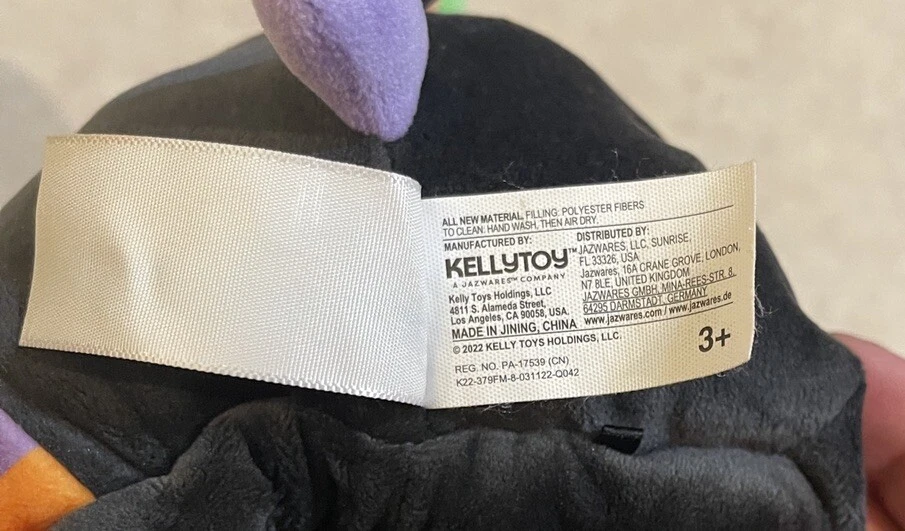 ALL NEW MATERIAL, FILLING: POLYESTER FIBERS
TO CLEAN: HAND WASH, THEN AIR DRY.
MANUFACTURED BY:
KELLYTOY™
A JAZWARES™ COMPANY
Kelly Toys Holdings, LLC
4811 S. Alameda Street,
Los Angeles, CA 90058, USA.
MADE IN JINING, CHINA
© 2022 KELLY TOYS HOLDINGS, LLC.
DISTRIBUTED BY:
JAZWARES, LLC, SUNRISE,
FL 33326, USA
Jazwares, 16A CRANE GROVE, LONDON,
N7 8LE, UNITED KINGDOM
JAZWARES GMBH, MINA-REES-STR. 8,
64295 DARMSTADT, GERMANY
www.jazwares.com / www.jazwares.de
3+
REG. NO. PA-17539 (CN)
K22-379FM-8-031122-Q042